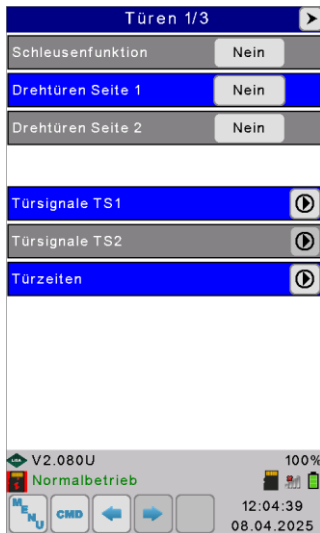 Türen 1/3
Schleusenfunktion Nein
Drehtüren Seite 1 Nein
Drehtüren Seite 2 Nein
Türsignale TS1
Türsignale TS2
Türzeiten
V2.080U 100%
Normalbetrieb
MENU CMD 12:04:39
08.04.2025